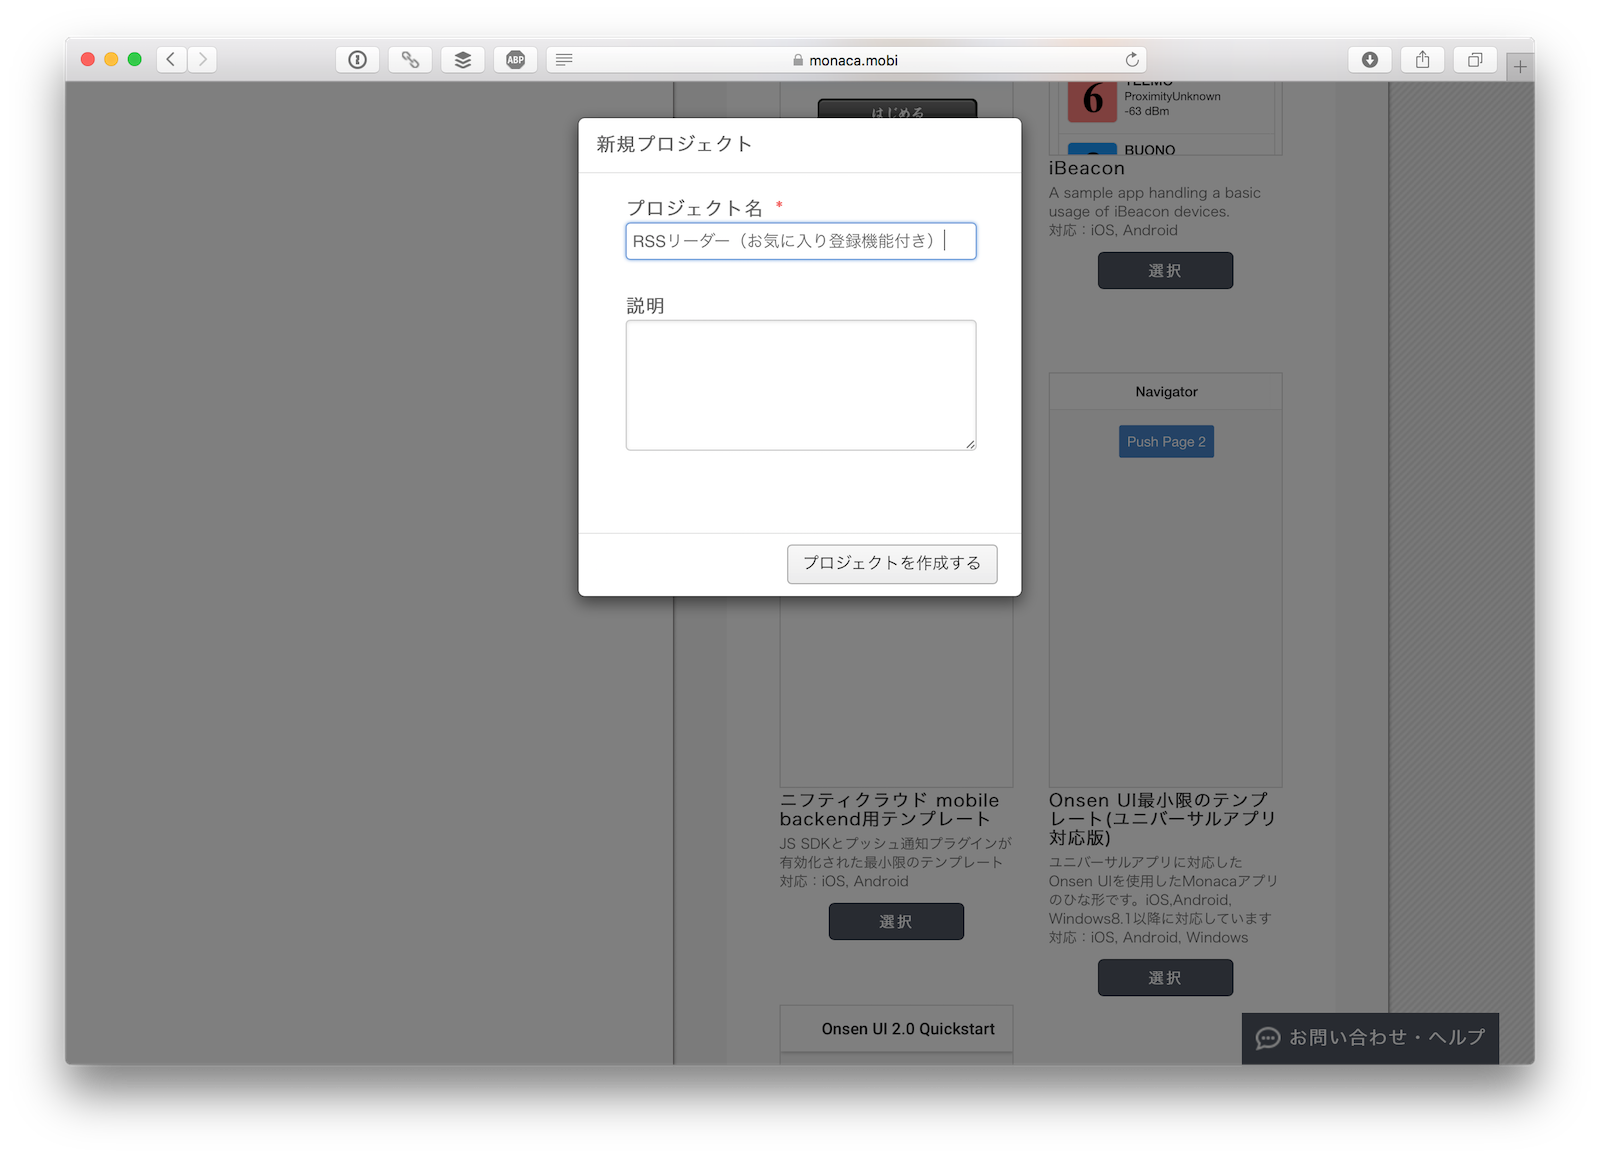 ABP
monaca.mobi
はじめる
6
ProximityUnknown
-63 dBm
BUONO
iBeacon
A sample app handling a basic
usage of iBeacon devices.
対応：iOS, Android
選択
新規プロジェクト
プロジェクト名 *
RSSリーダー（お気に入り登録機能付き）
説明
プロジェクトを作成する
Navigator
Push Page 2
ニフティクラウド mobile
backend用テンプレート
JS SDKとプッシュ通知プラグインが
有効化された最小限のテンプレート
対応：iOS, Android
選択
Onsen UI最小限のテンプ
レート(ユニバーサルアプリ
対応版)
ユニバーサルアプリに対応した
Onsen UIを使用したMonacaアプリ
のひな形です。iOS,Android,
Windows8.1以降に対応しています
対応：iOS, Android, Windows
選択
Onsen UI 2.0 Quickstart
お問い合わせ・ヘルプ